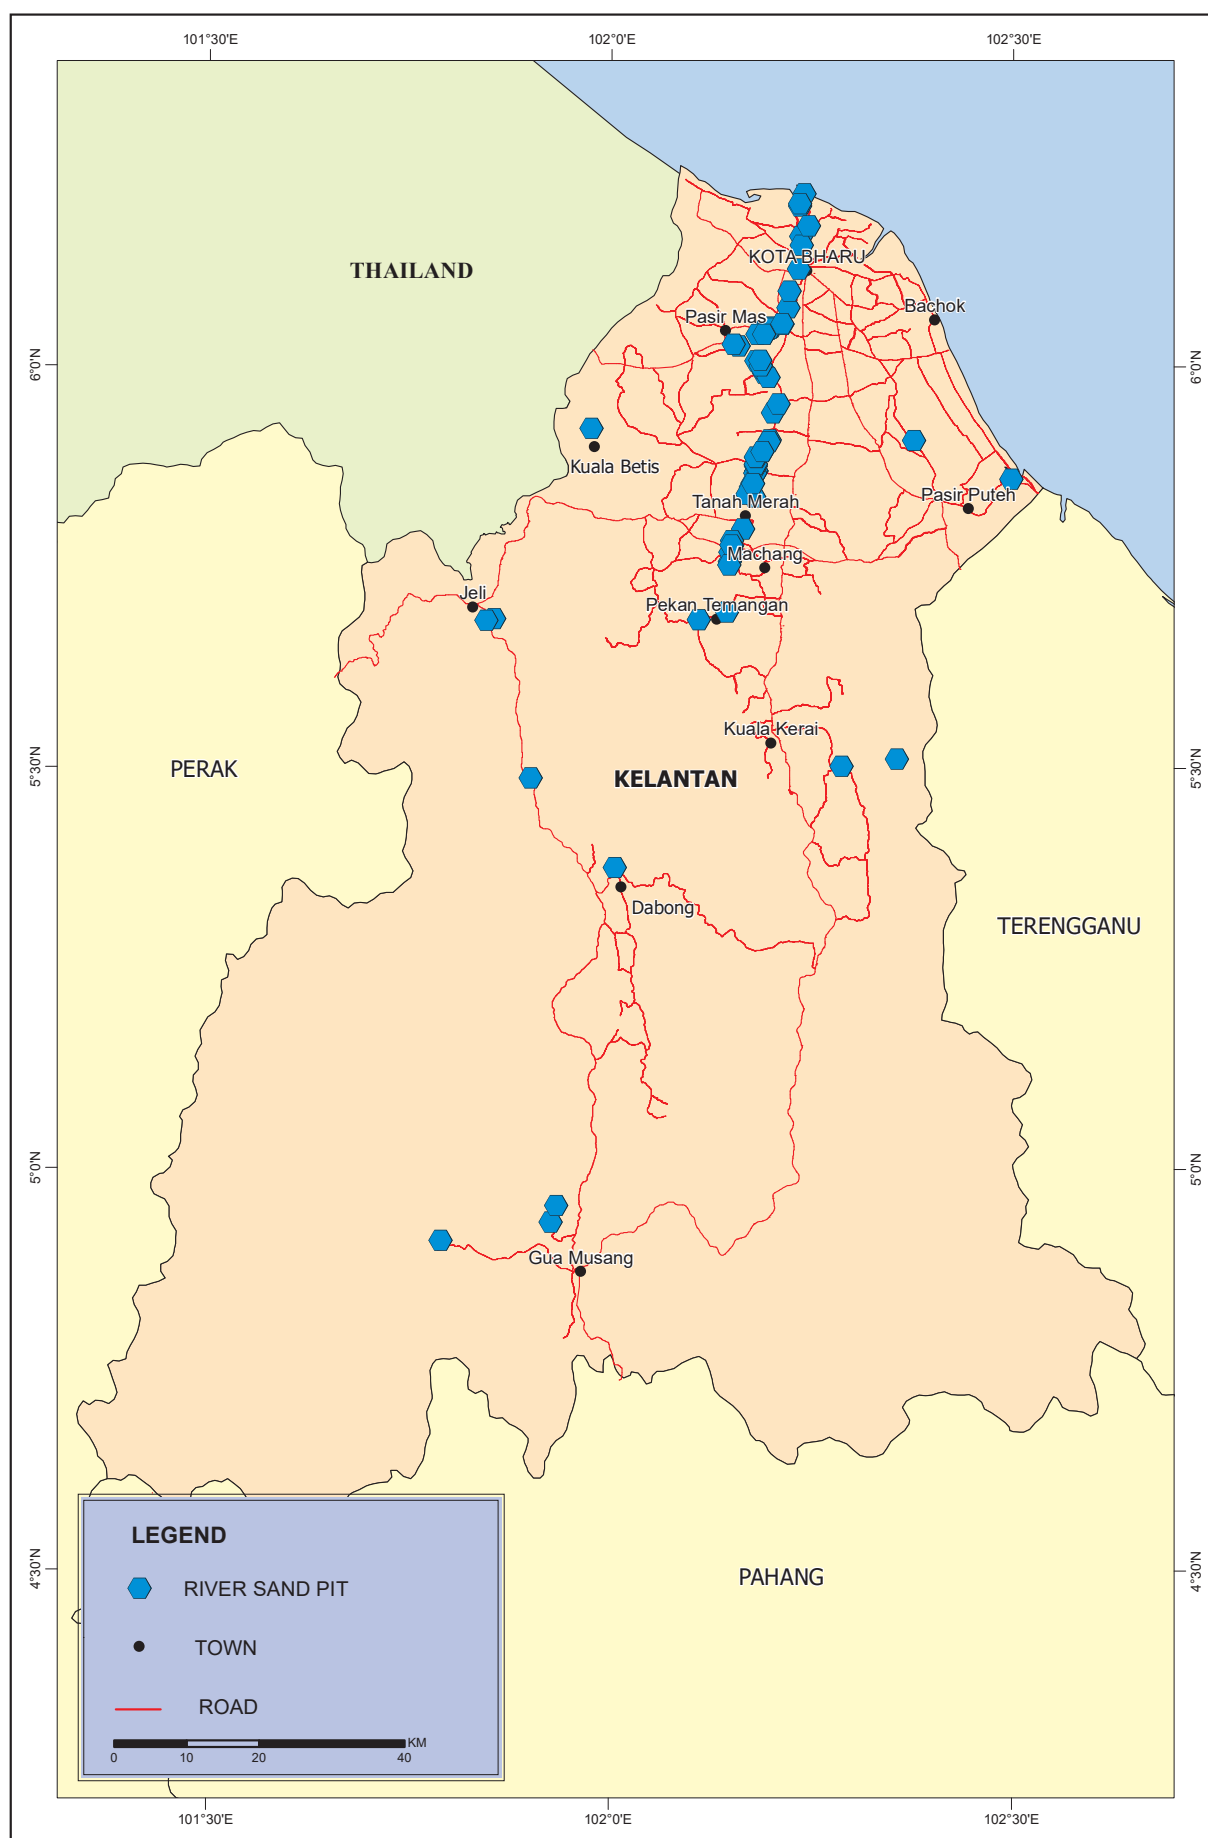 101°30'E
102°0'E
102°30'E
THAILAND
KOTA BHARU
Bachok
Pasir Mas
6°0'N
6°0'N
Kuala Betis
Pasir Puteh
Tanah Merah
Machang
Jeli
Pekan Temangan
Kuala Kerai
PERAK
KELANTAN
5°30'N
5°30'N
Dabong
TERENGGANU
5°0'N
5°0'N
Gua Musang
LEGEND
RIVER SAND PIT
TOWN
ROAD
KM
0 10 20 40
PAHANG
4°30'N
4°30'N
101°30'E
102°0'E
102°30'E